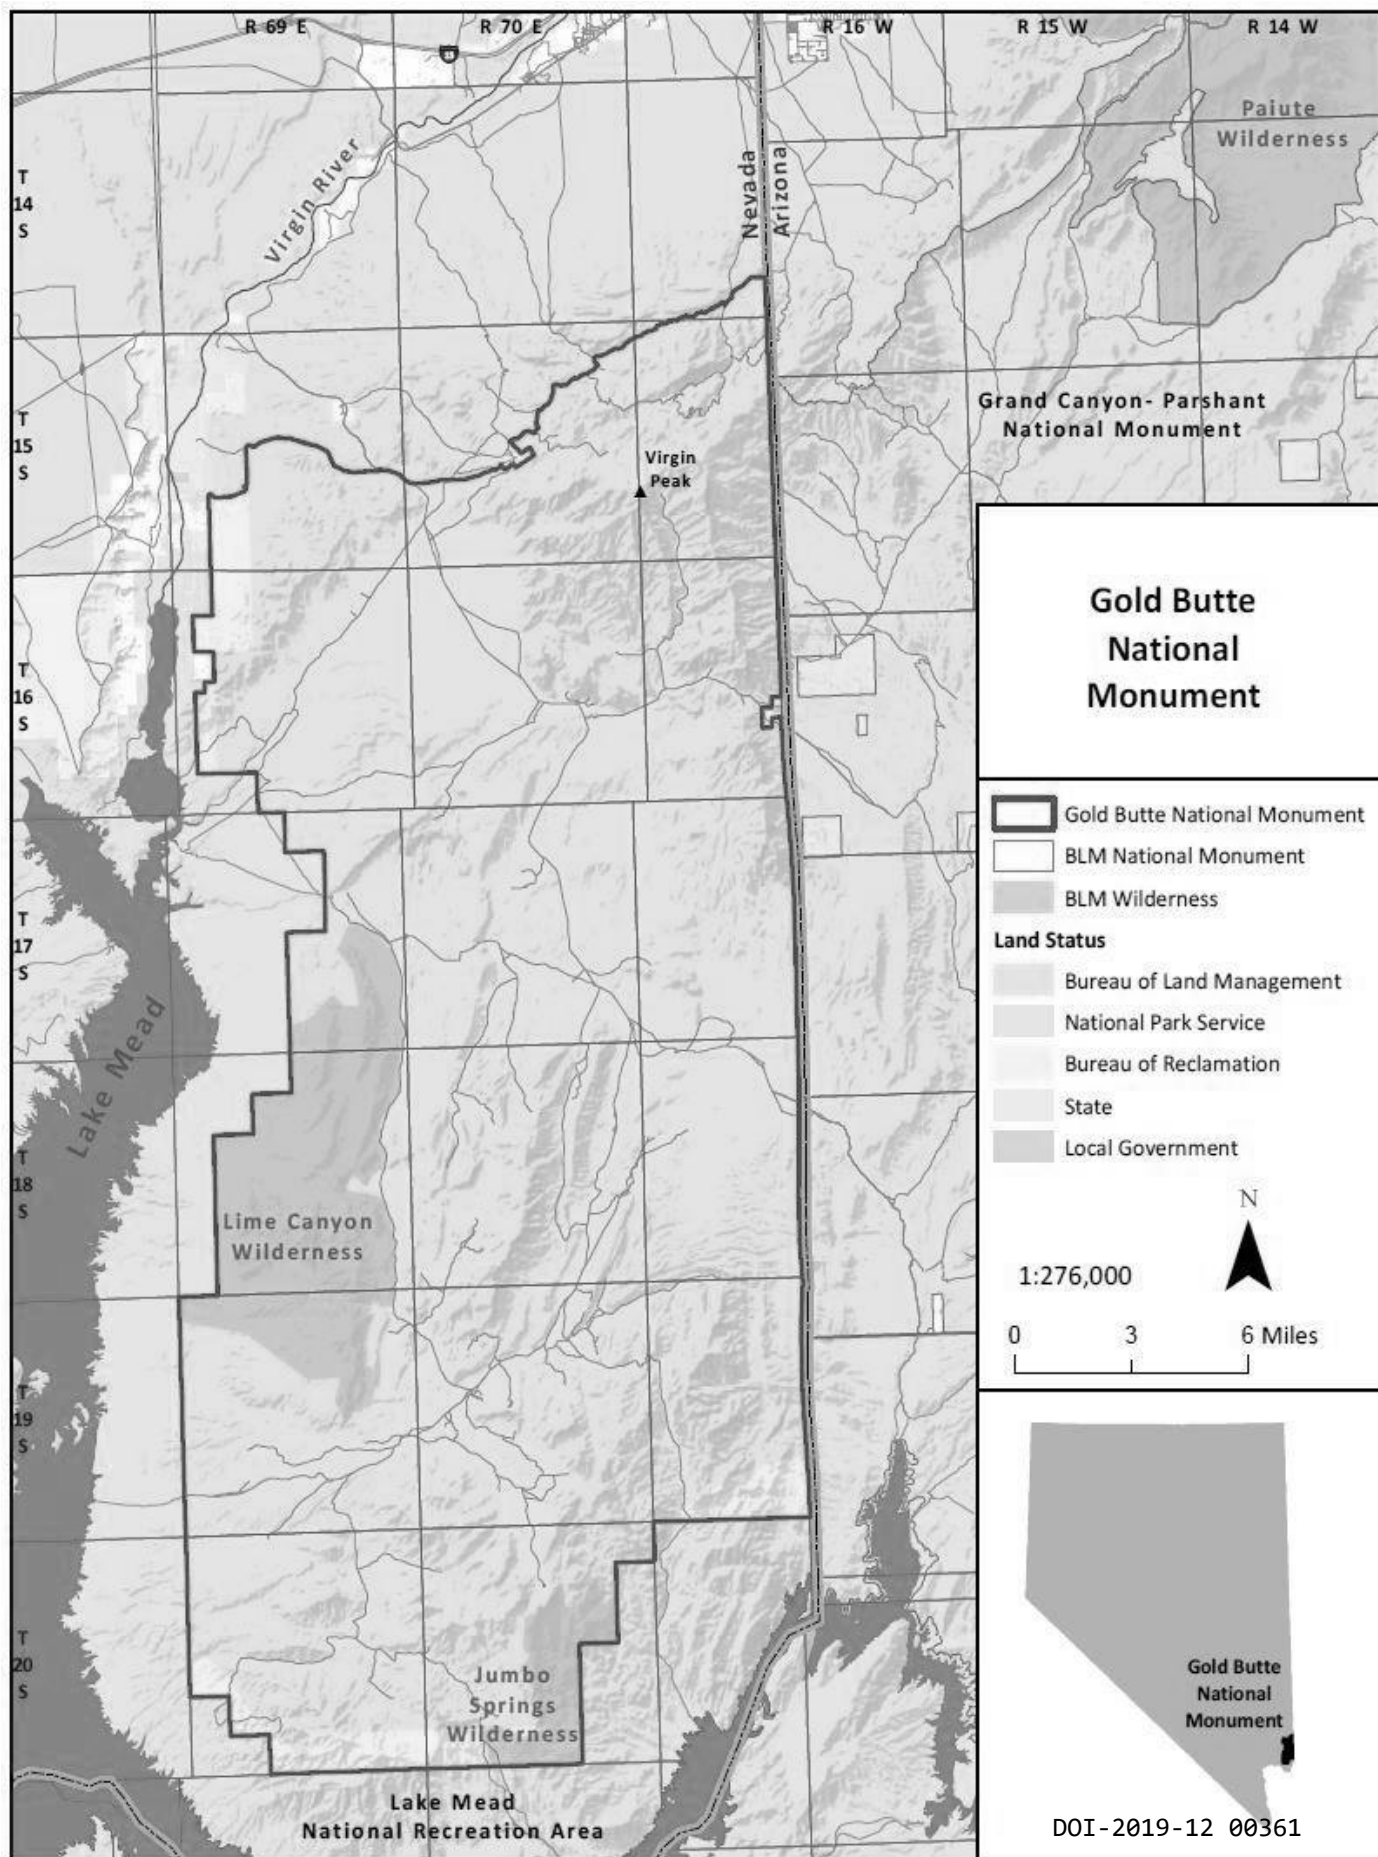 R 69 E
R 70 E
R 16 W
R 15 W
R 14 W
Paiute
Wilderness
Nevada
Arizona
Virgin River
T
14
S
Grand Canyon- Parshant
National Monument
T
15
S
Virgin
Peak
Gold Butte
National
Monument
T
16
S
Gold Butte National Monument
BLM National Monument
BLM Wilderness
Land Status
Bureau of Land Management
National Park Service
Bureau of Reclamation
State
Local Government
T
17
S
Lake Mead
T
18
S
Lime Canyon
Wilderness
N
1:276,000
0 3 6 Miles
T
19
S
T
20
S
Jumbo
Springs
Wilderness
Gold Butte
National
Monument
Lake Mead
National Recreation Area
DOI-2019-12 00361